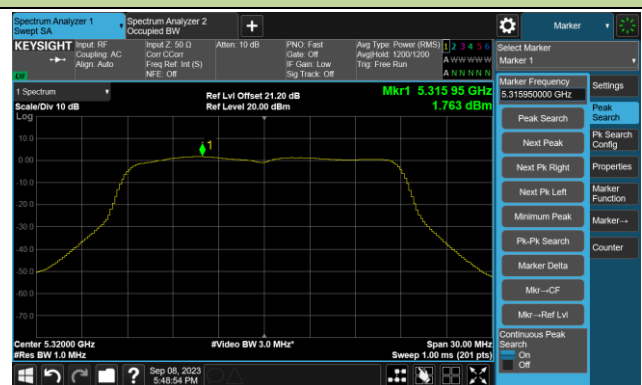 Spectrum Analyzer 1
Swept SA
Spectrum Analyzer 2
Occupied BW
+
Marker
KEYSIGHT
Input: RF
Coupling: AC
Align: Auto
Input Z: 50 Ω
Corr CCorr
Freq Ref: Int (S)
NFE: Off
Atten: 10 dB
PNO: Fast
Gate: Off
IF Gain: Low
Sig Track: Off
Avg Type: Power (RMS)
Avg|Hold: 1200/1200
Trig: Free Run
1 2 3 4 5 6
A W W W W W
A N N N N N
LV
Select Marker
Marker 1
1 Spectrum
Scale/Div 10 dB
Log
Ref Lvl Offset 21.20 dB
Ref Level 20.00 dBm
Mkr1 5.315 95 GHz
1.763 dBm
1
10.0
0.00
-10.0
-20.0
-30.0
-40.0
-50.0
-60.0
-70.0
Center 5.32000 GHz
#Res BW 1.0 MHz
#Video BW 3.0 MHz*
Span 30.00 MHz
Sweep 1.00 ms (201 pts)
Marker Frequency
5.315950000 GHz
Peak Search
Next Peak
Next Pk Right
Next Pk Left
Minimum Peak
Pk-Pk Search
Marker Delta
Mkr→CF
Mkr→Ref Lvl
Continuous Peak
Search
On
Off
Settings
Peak
Search
Pk Search
Config
Properties
Marker
Function
Marker→
Counter
?
Sep 08, 2023
5:48:54 PM